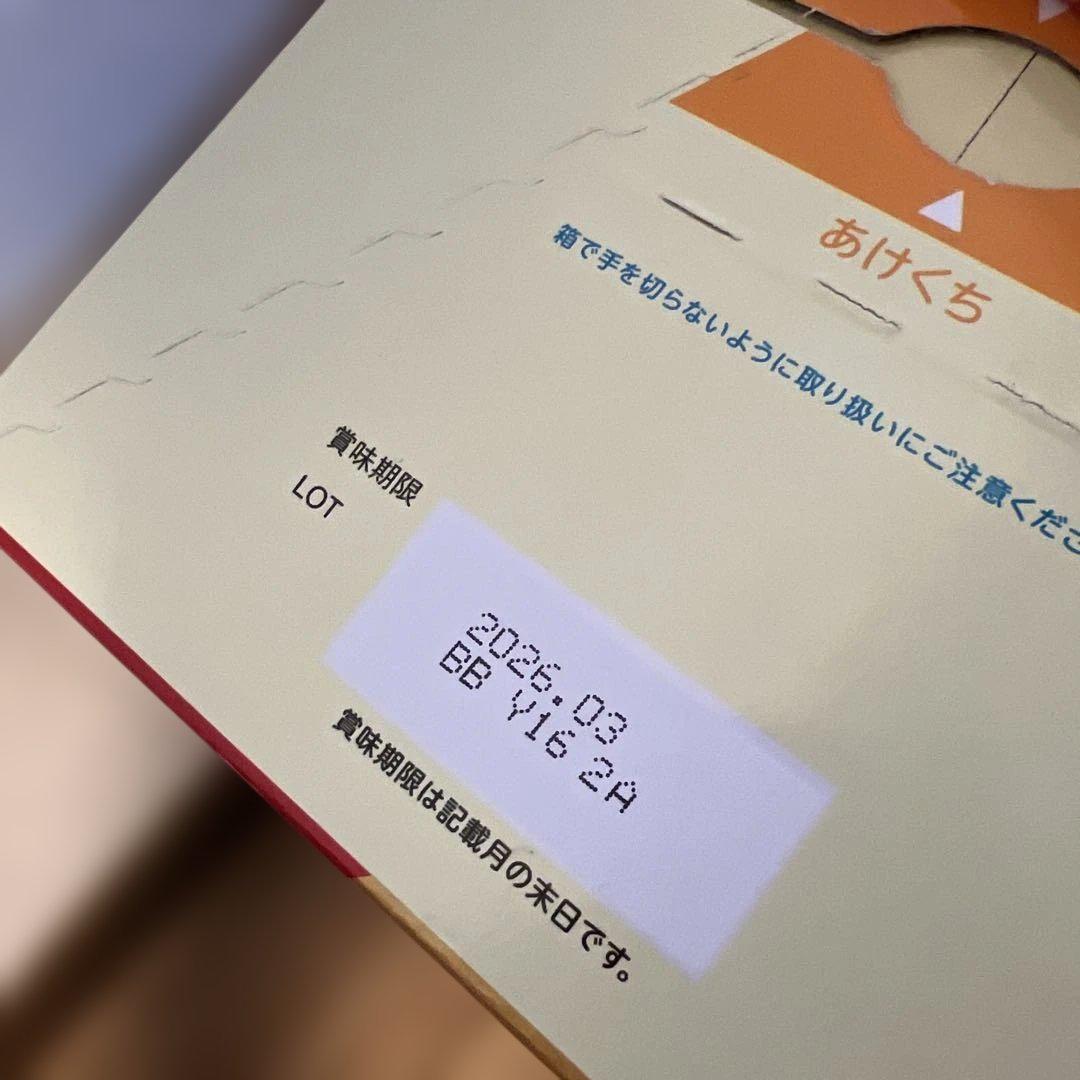 あけくち
箱で手を切らないように取り扱いにご注意くださ
賞味期限
LOT
2026.03
BB Y16 2A
賞味期限は記載月の末日です。